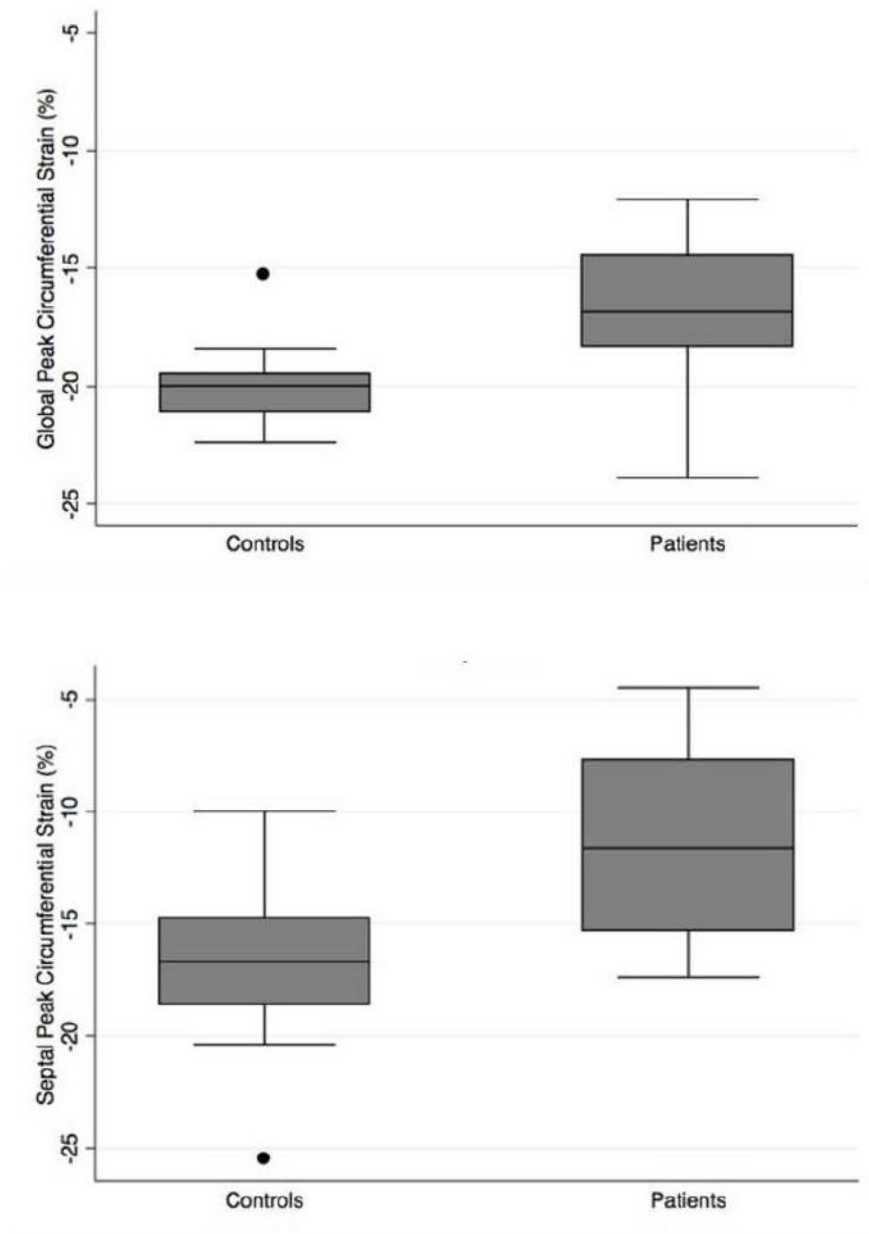 Global Peak Circumferential Strain (%)
-5
-10
-15
-20
-25
Controls Patients
Septal Peak Circumferential Strain (%)
-5
-10
-15
-20
-25
Controls Patients